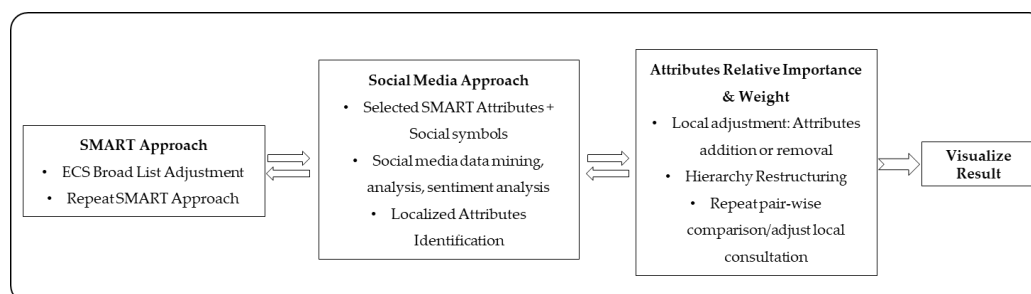 SMART Approach
• ECS Broad List Adjustment
• Repeat SMART Approach
Social Media Approach
• Selected SMART Attributes +
Social symbols
• Social media data mining,
analysis, sentiment analysis
• Localized Attributes
Identification
Attributes Relative Importance
& Weight
• Local adjustment: Attributes
addition or removal
• Hierarchy Restructuring
• Repeat pair-wise
comparison/adjust local
consultation
Visualize
Result